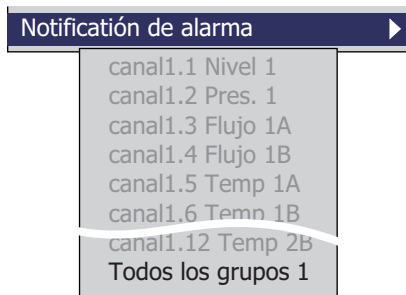 Notificatión de alarma
canal1.1 Nivel 1
canal1.2 Pres. 1
canal1.3 Flujo 1A
canal1.4 Flujo 1B
canal1.5 Temp 1A
canal1.6 Temp 1B
canal1.12 Temp 2B
Todos los grupos 1